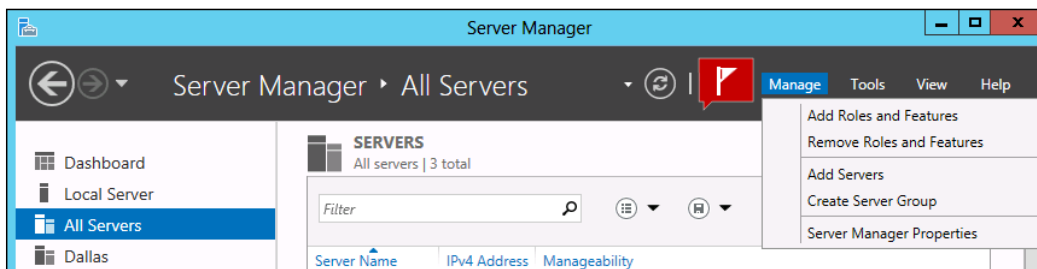 Server Manager
Server Manager ‣ All Servers
Manage Tools View Help
Add Roles and Features
Remove Roles and Features
Add Servers
Create Server Group
Server Manager Properties
Dashboard
Local Server
All Servers
Dallas
SERVERS
All servers | 3 total
Filter
Server Name IPv4 Address Manageability